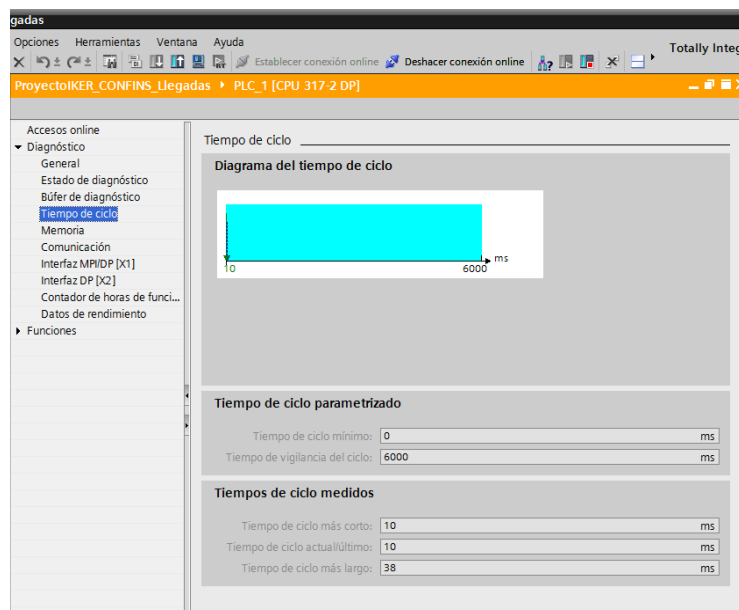 gadas
Opciones Herramientas Ventana Ayuda
Totally Integ
Establecer conexión online Deshacer conexión online
ProyectoIKER_CONFINS_Llegadas PLC_1 [CPU 317-2 DP]
Accesos online
Diagnóstico
General
Estado de diagnóstico
Búfer de diagnóstico
Tiempo de ciclo
Memoria
Comunicación
Interfaz MPI/DP [X1]
Interfaz DP [X2]
Contador de horas de funci...
Datos de rendimiento
Funciones
Tiempo de ciclo
Diagrama del tiempo de ciclo
ms
10 6000
Tiempo de ciclo parametrizado
Tiempo de ciclo mínimo: 0 ms
Tiempo de vigilancia del ciclo: 6000 ms
Tiempos de ciclo medidos
Tiempo de ciclo más corto: 10 ms
Tiempo de ciclo actual/último: 10 ms
Tiempo de ciclo más largo: 38 ms